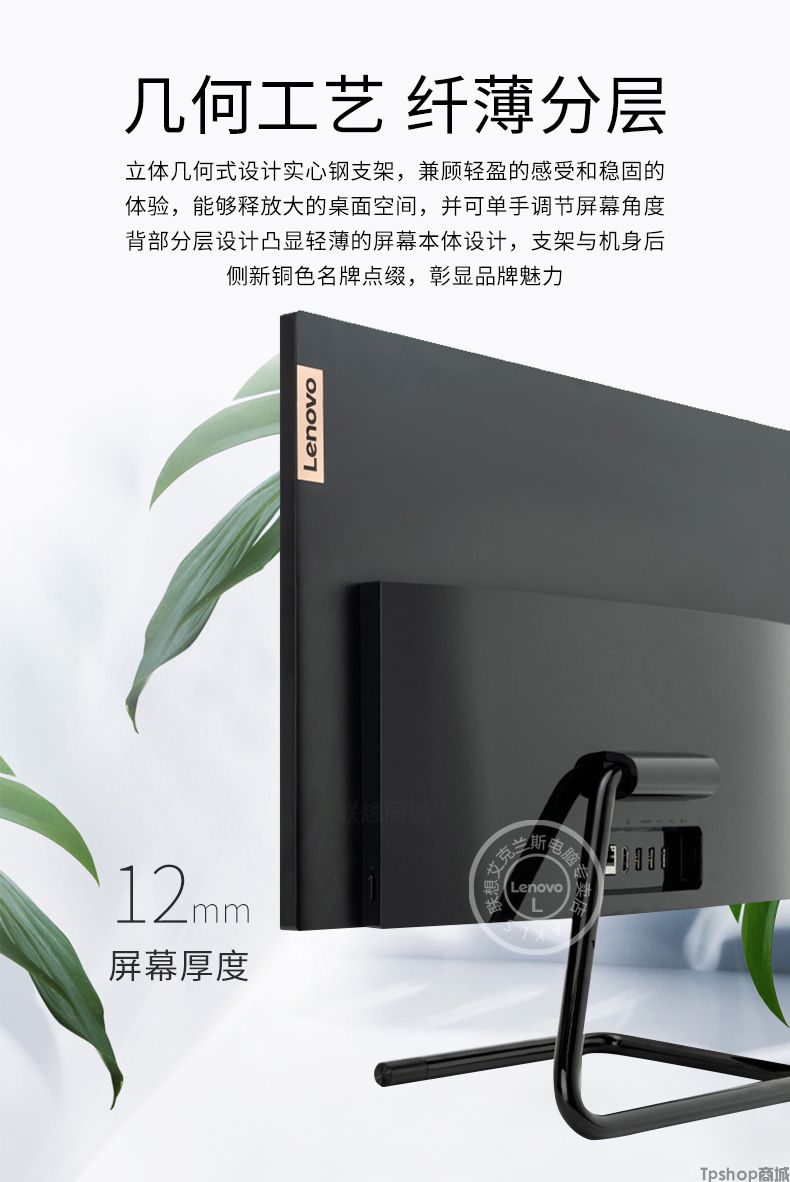 几何工艺 纤薄分层
立体几何式设计实心钢支架，兼顾轻盈的感受和稳固的
体验，能够释放大的桌面空间，并可单手调节屏幕角度
背部分层设计凸显轻薄的屏幕本体设计，支架与机身后
侧新铜色名牌点缀，彰显品牌魅力
Lenovo
联想同诚
12mm
屏幕厚度
联想艾克兰斯电脑专卖店
Lenovo
L
Tpshop商城